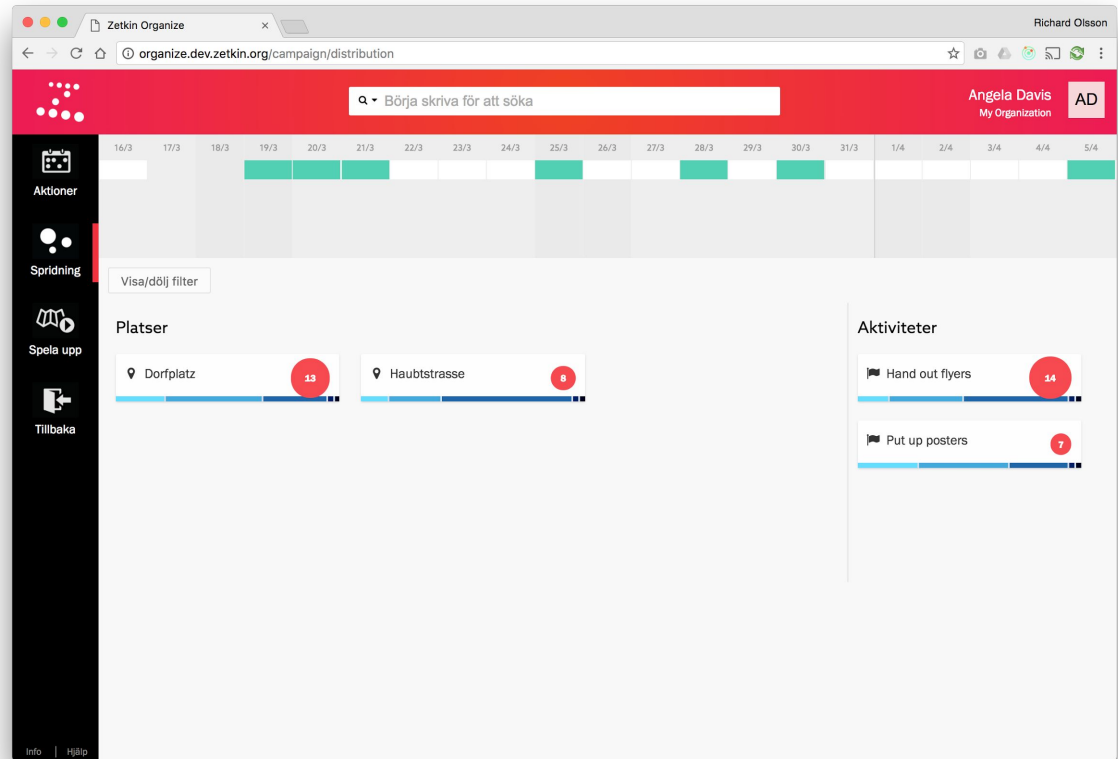 Zetkin Organize
Richard Olsson
organize.dev.zetkin.org/campaign/distribution
Börja skriva för att söka
Angela Davis
My Organization
AD
Aktioner
Spridning
Spela upp
Tillbaka
Info | Hjälp
16/3 17/3 18/3 19/3 20/3 21/3 22/3 23/3 24/3 25/3 26/3 27/3 28/3 29/3 30/3 31/3 1/4 2/4 3/4 4/4 5/4
Visa/dölj filter
Platser
Dorfplatz 13
Haubtstrasse 8
Aktiviteter
Hand out flyers 14
Put up posters 7